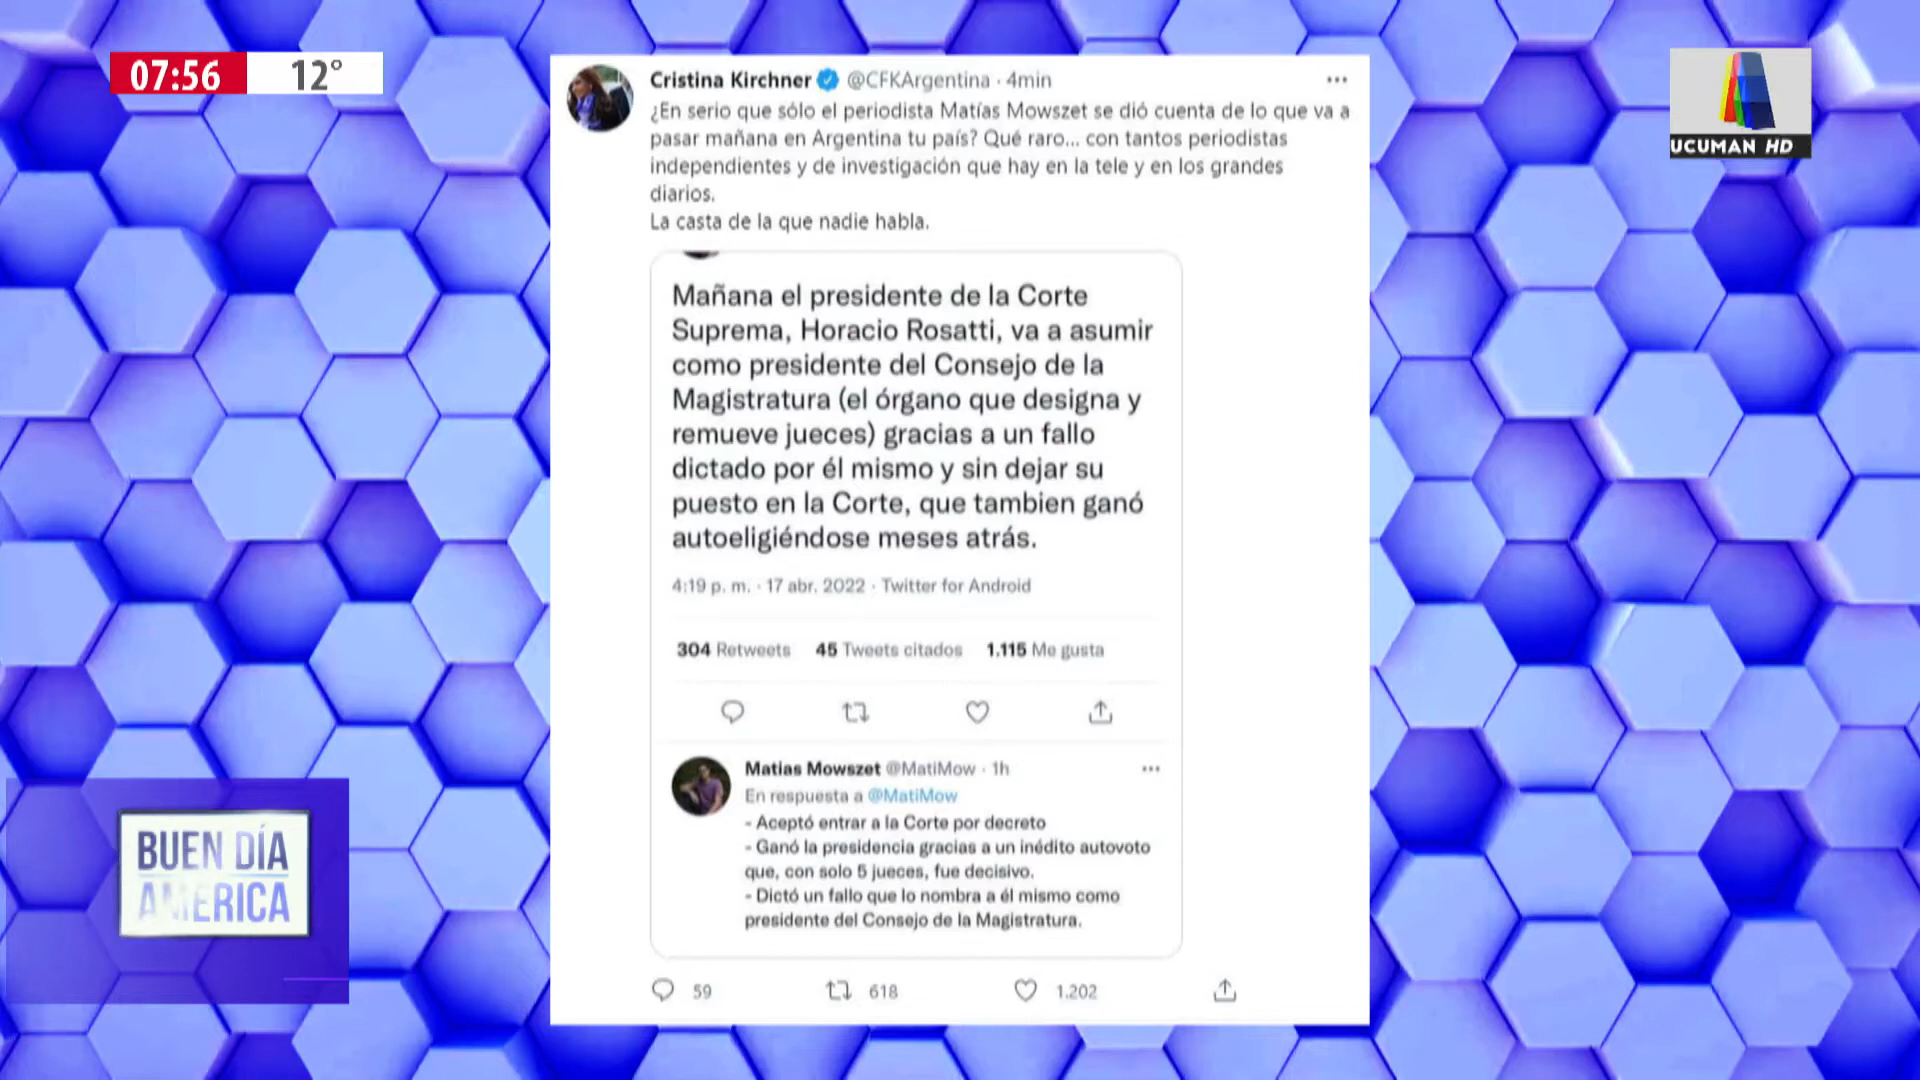 07:56 12°
Cristina Kirchner @CFKArgentina · 4min
¿En serio que sólo el periodista Matías Mowszet se dió cuenta de lo que va a
pasar mañana en Argentina tu país? Qué raro... con tantos periodistas
independientes y de investigación que hay en la tele y en los grandes
diarios.
La casta de la que nadie habla.
Mañana el presidente de la Corte
Suprema, Horacio Rosatti, va a asumir
como presidente del Consejo de la
Magistratura (el órgano que designa y
remueve jueces) gracias a un fallo
dictado por él mismo y sin dejar su
puesto en la Corte, que tambien ganó
autoeligiéndose meses atrás.
4:19 p. m. · 17 abr. 2022 · Twitter for Android
304 Retweets 45 Tweets citados 1.115 Me gusta
Matias Mowszet @MatiMow · 1h
En respuesta a @MatiMow
- Aceptó entrar a la Corte por decreto
- Ganó la presidencia gracias a un inédito autovoto
que, con solo 5 jueces, fue decisivo.
- Dictó un fallo que lo nombra a él mismo como
presidente del Consejo de la Magistratura.
59 618 1.202
UCUMAN HD
BUEN DÍA
AMÉRICA